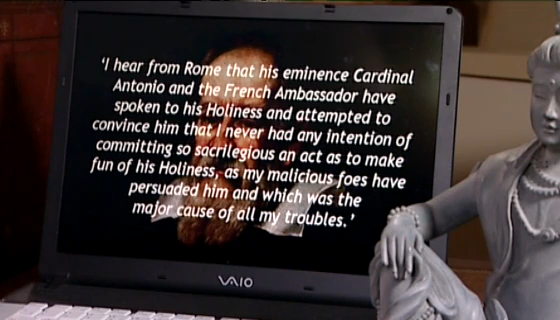 ‘I hear from Rome that his eminence Cardinal
Antonio and the French Ambassador have
spoken to his Holiness and attempted to
convince him that I never had any intention of
committing so sacrilegious an act as to make
fun of his Holiness, as my malicious foes have
persuaded him and which was the
major cause of all my troubles.’
VAIO